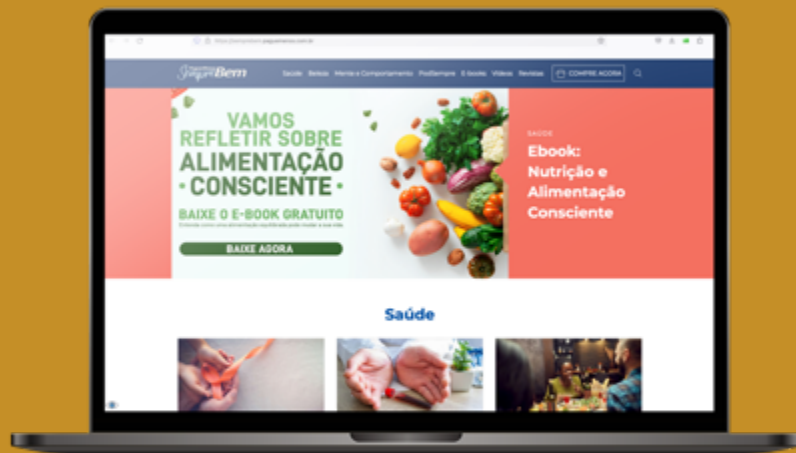 Bem
Saúde Beleza Mente e Comportamento PodSempre E-books Vídeos Revistas COMPRE AGORA
VAMOS
REFLETIR SOBRE
ALIMENTAÇÃO
• CONSCIENTE •
BAIXE O E-BOOK GRATUITO
BAIXE AGORA
SAÚDE
Ebook:
Nutrição e
Alimentação
Consciente
Saúde